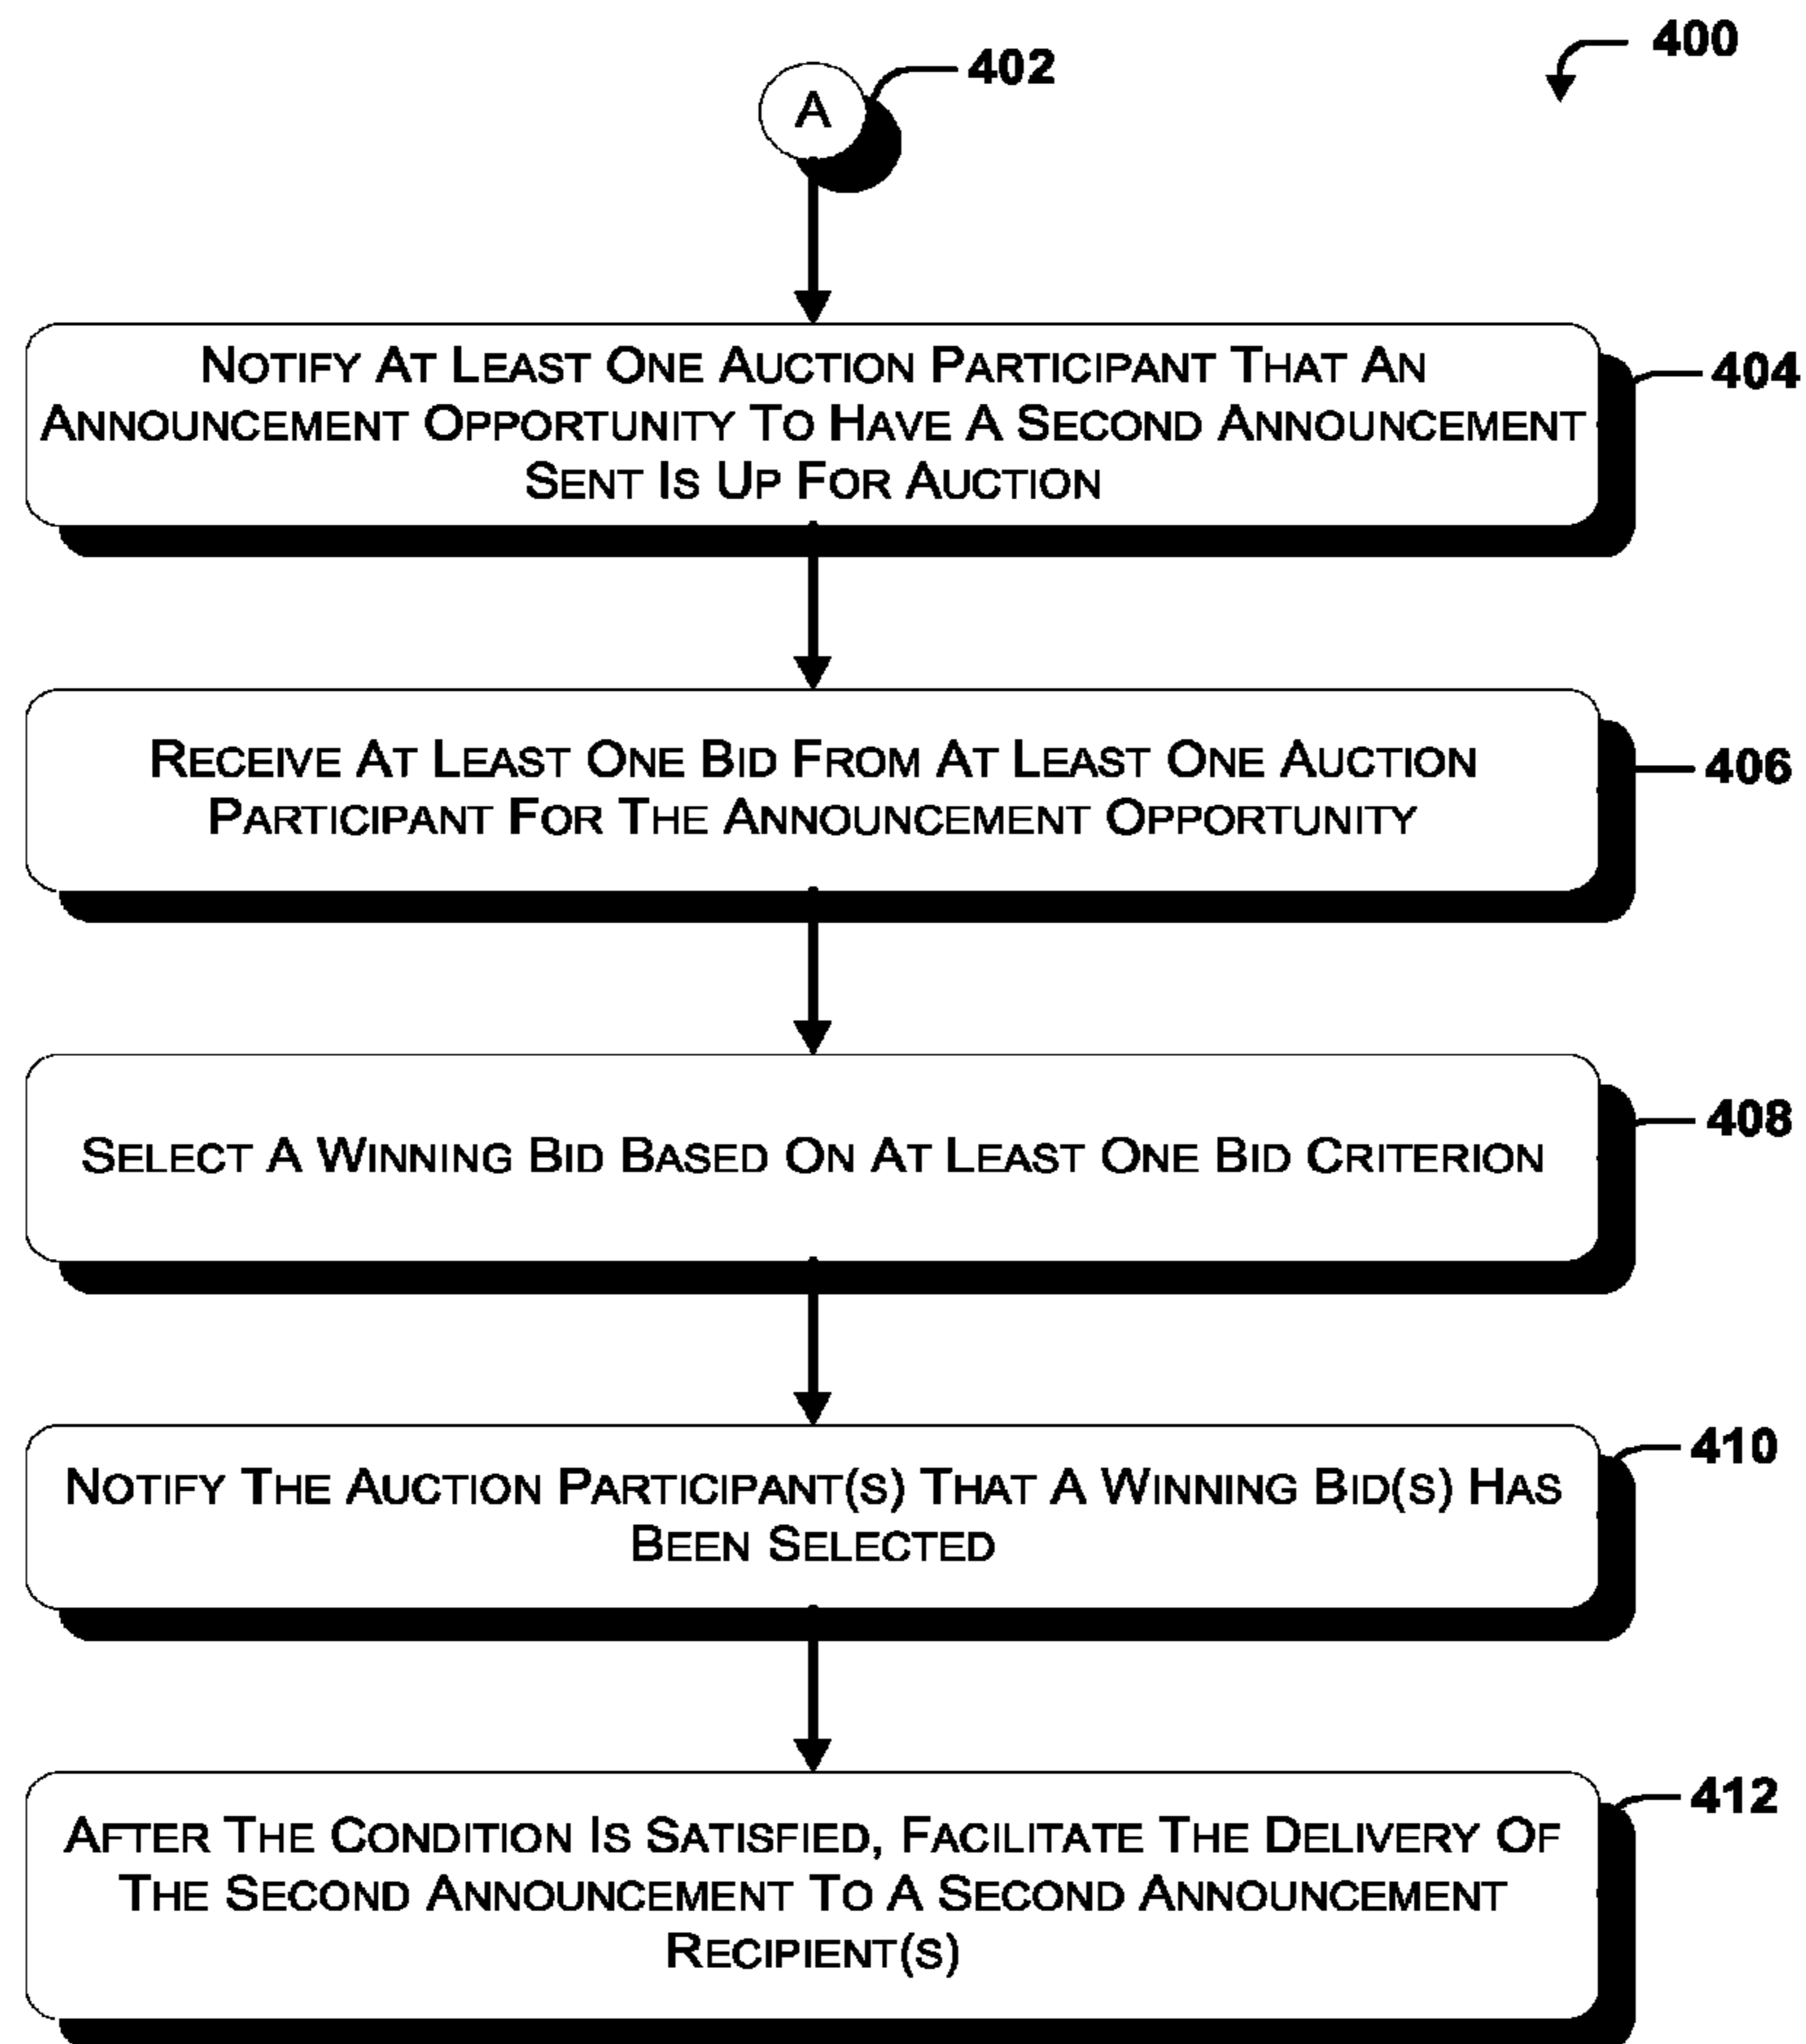 400
402
A
NOTIFY AT LEAST ONE AUCTION PARTICIPANT THAT AN
ANNOUNCEMENT OPPORTUNITY TO HAVE A SECOND ANNOUNCEMENT
SENT IS UP FOR AUCTION
404
RECEIVE AT LEAST ONE BID FROM AT LEAST ONE AUCTION
PARTICIPANT FOR THE ANNOUNCEMENT OPPORTUNITY
406
SELECT A WINNING BID BASED ON AT LEAST ONE BID CRITERION
408
NOTIFY THE AUCTION PARTICIPANT(S) THAT A WINNING BID(S) HAS
BEEN SELECTED
410
AFTER THE CONDITION IS SATISFIED, FACILITATE THE DELIVERY OF
THE SECOND ANNOUNCEMENT TO A SECOND ANNOUNCEMENT
RECIPIENT(S)
412